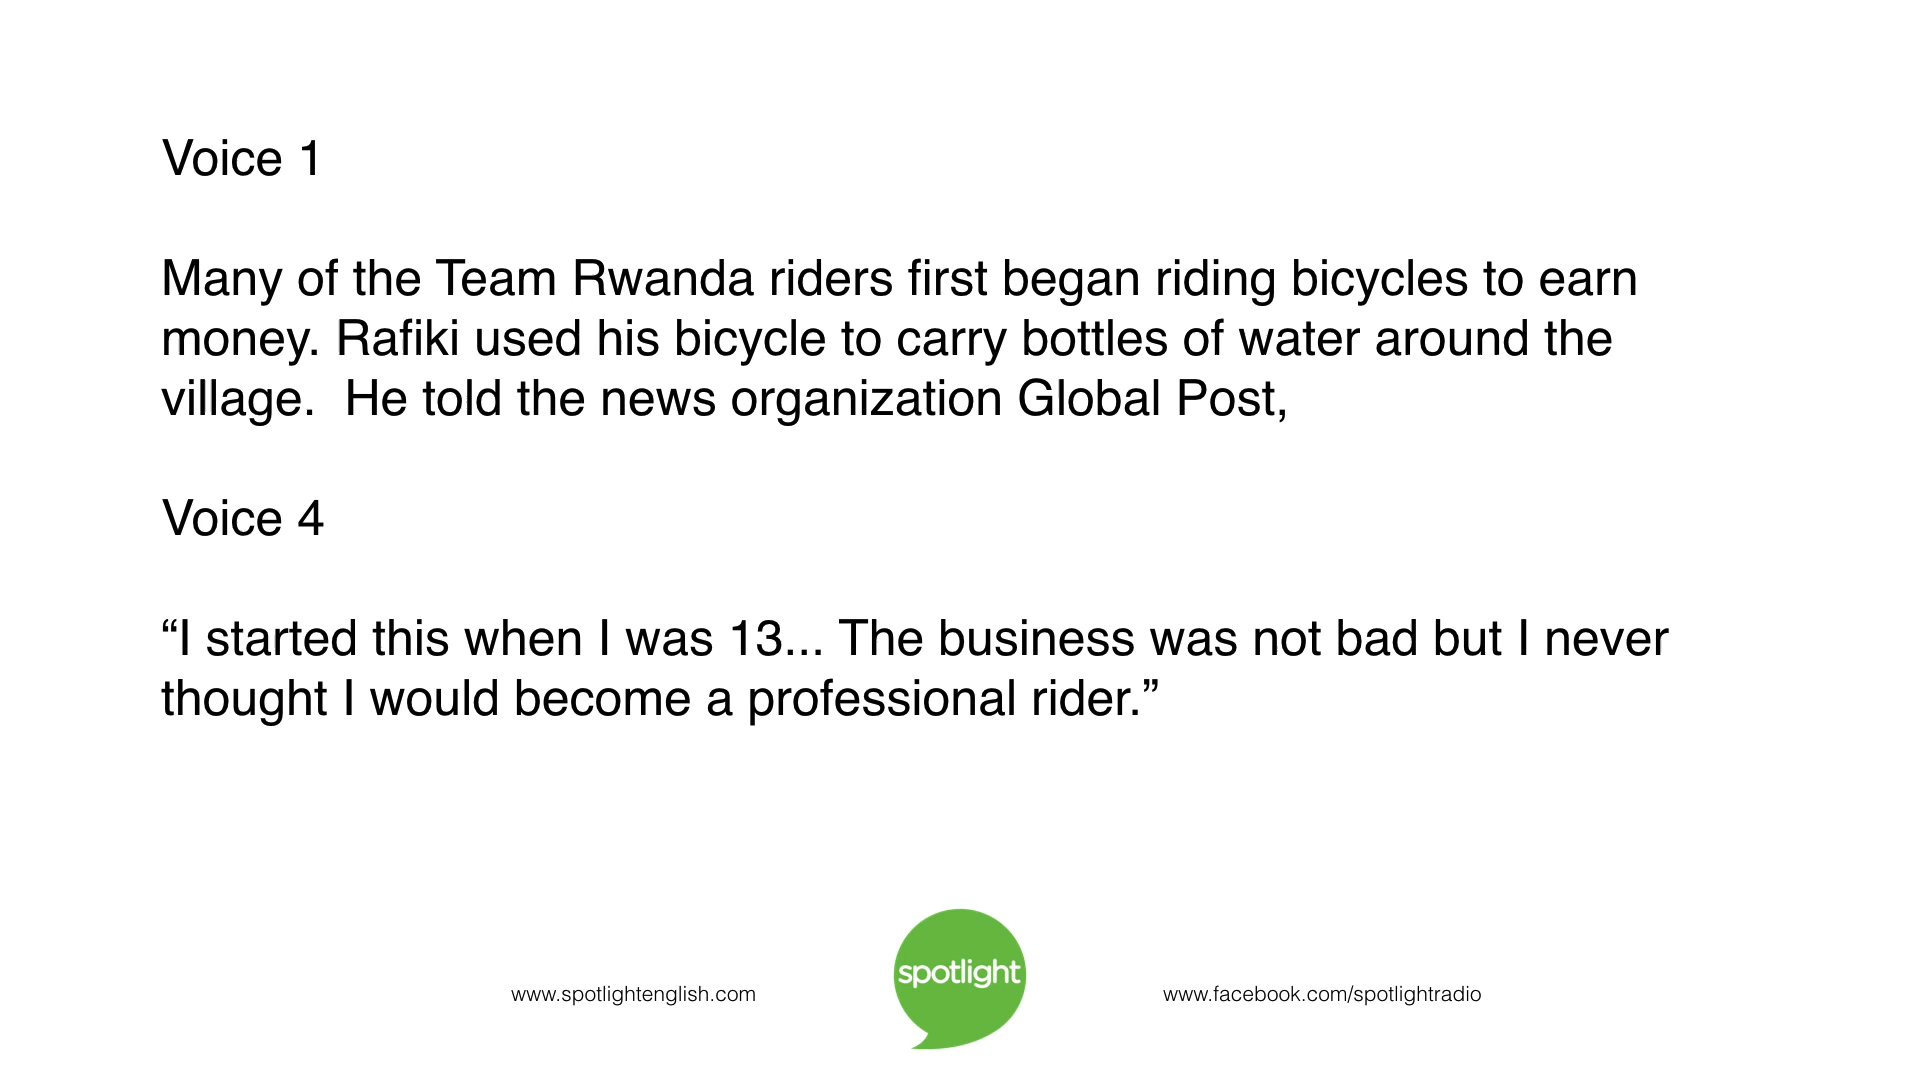 Voice 1
Many of the Team Rwanda riders first began riding bicycles to earn
money. Rafiki used his bicycle to carry bottles of water around the
village.  He told the news organization Global Post,
Voice 4
“I started this when I was 13... The business was not bad but I never
thought I would become a professional rider.”
www.spotlightenglish.com
spotlight
www.facebook.com/spotlightradio